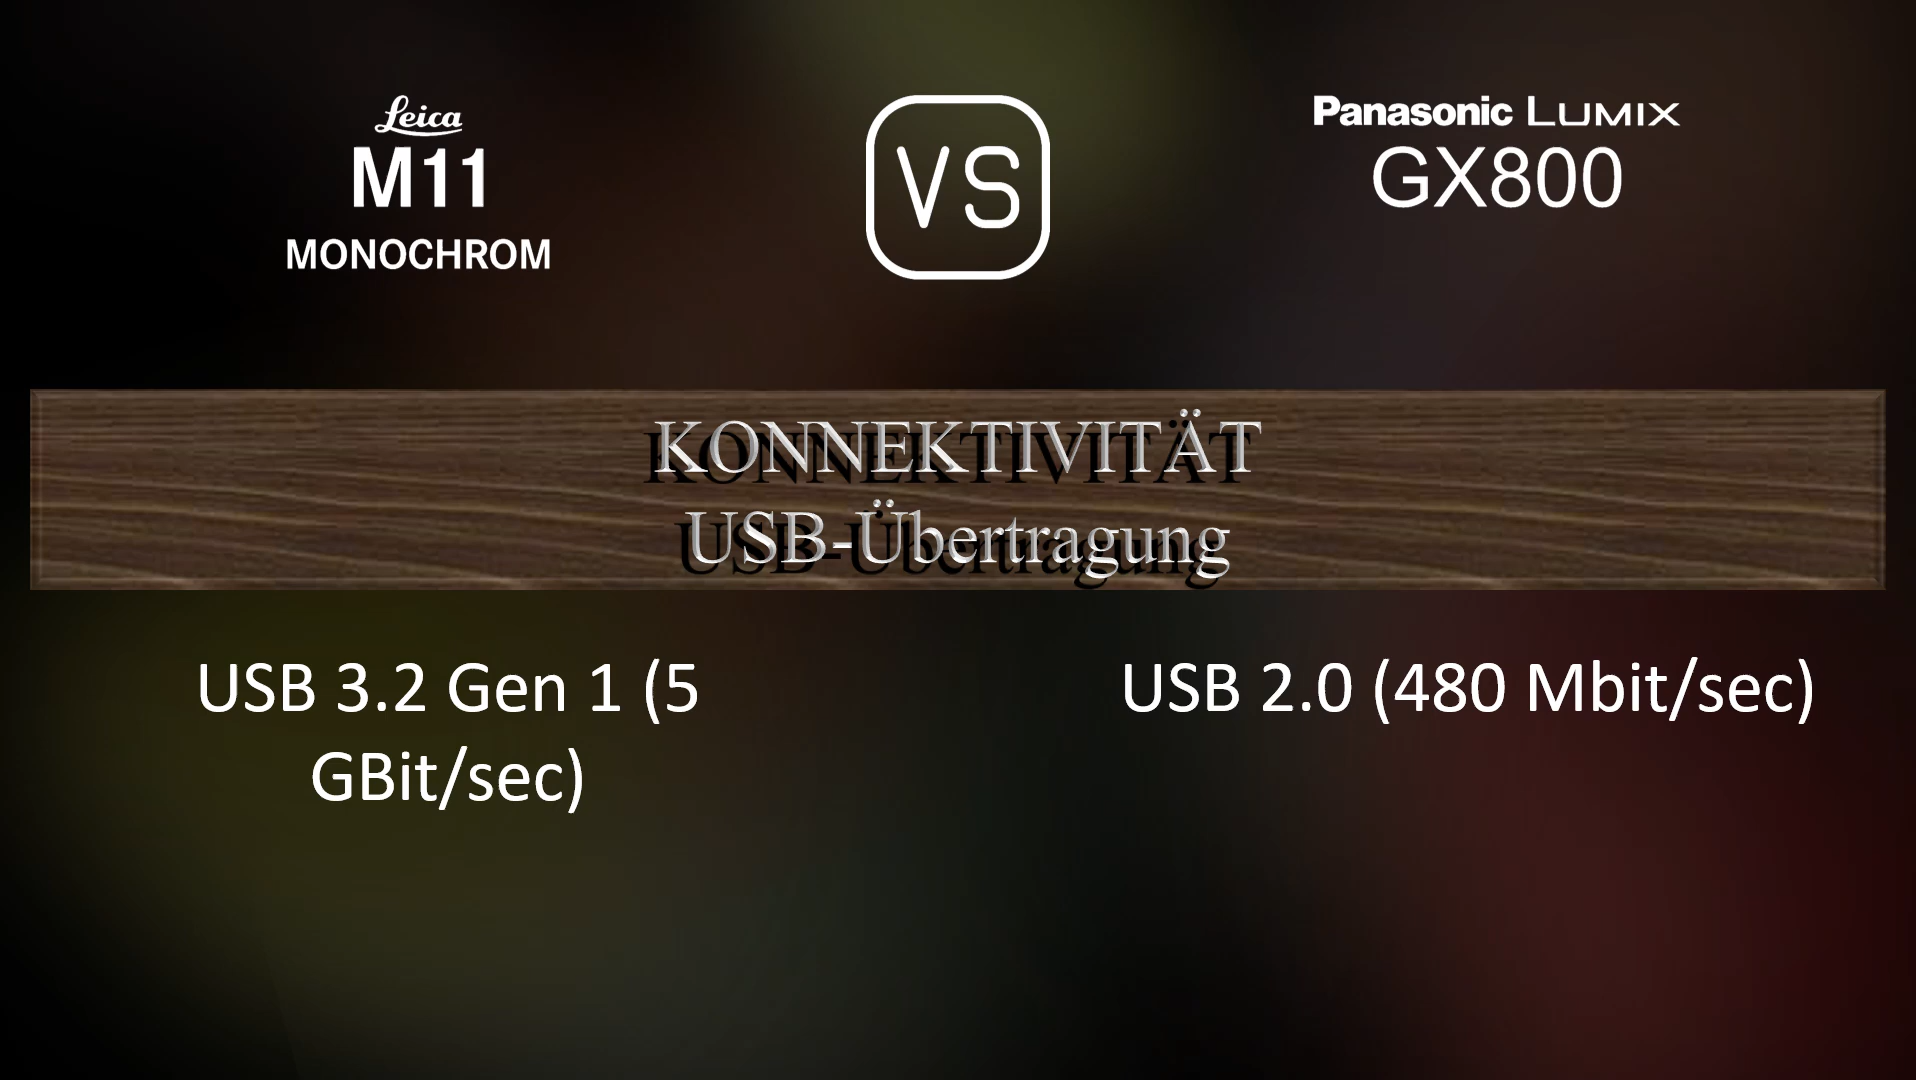 Leica
M11
MONOCHROM
VS
Panasonic LUMIX
GX800
KONNEKTIVITÄT
USB-Übertragung
USB 3.2 Gen 1 (5
GBit/sec)
USB 2.0 (480 Mbit/sec)